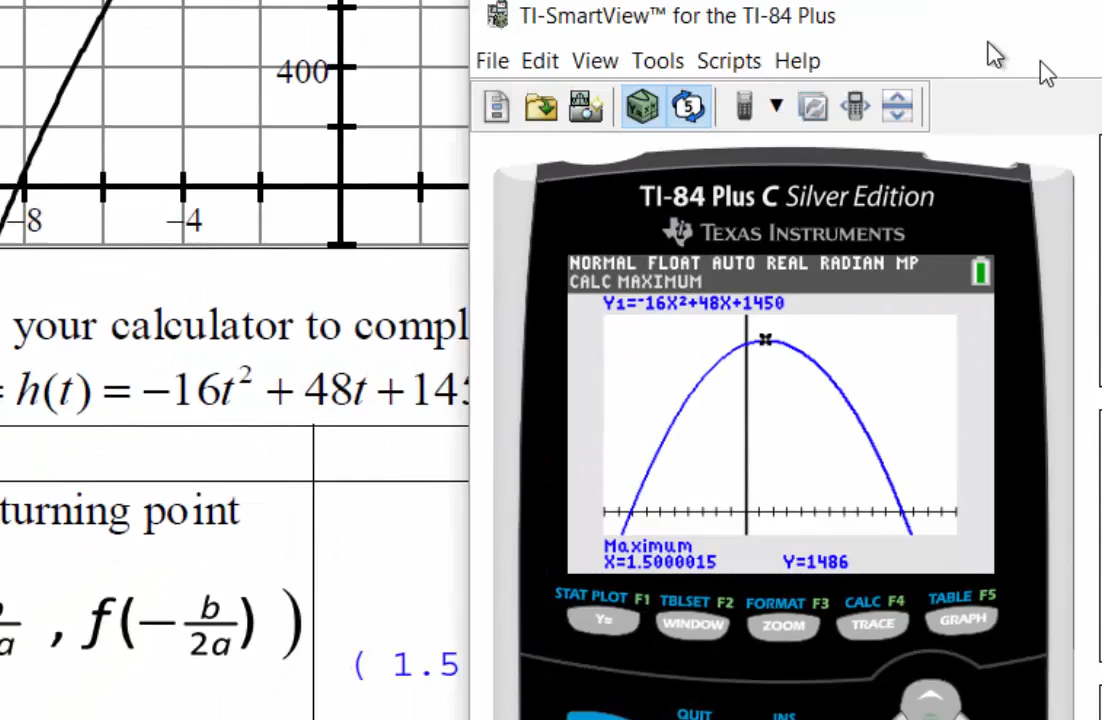 TI-SmartView™ for the TI-84 Plus
File Edit View Tools Scripts Help
400
−8
−4
TI-84 Plus C Silver Edition
TEXAS INSTRUMENTS
NORMAL FLOAT AUTO REAL RADIAN MP
CALC MAXIMUM
Y₁=-16X²+48X+1450
Maximum
X=1.5000015 Y=1486
your calculator to compl
= h(t) = −16t² + 48t + 145
turning point
a , f(−b/2a) )
( 1.5
STAT PLOT F1 TBLSET F2 FORMAT F3 CALC F4 TABLE F5
Y= WINDOW ZOOM TRACE GRAPH
QUIT INS